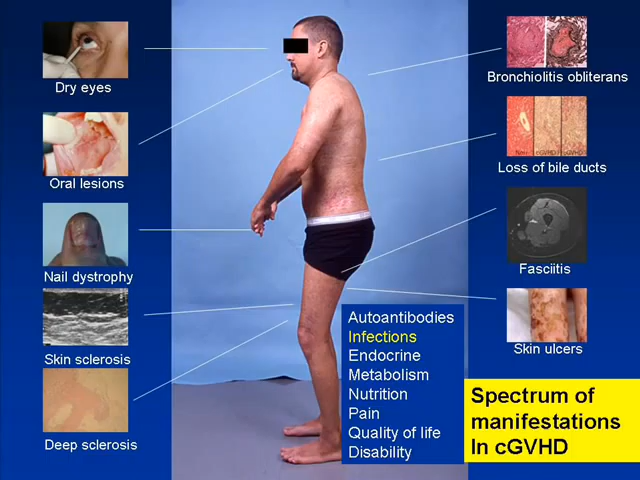 Dry eyes
Oral lesions
Nail dystrophy
Skin sclerosis
Deep sclerosis
Bronchiolitis obliterans
Loss of bile ducts
Fasciitis
Skin ulcers
Autoantibodies
Infections
Endocrine
Metabolism
Nutrition
Pain
Quality of life
Disability
Spectrum of
manifestations
In cGVHD